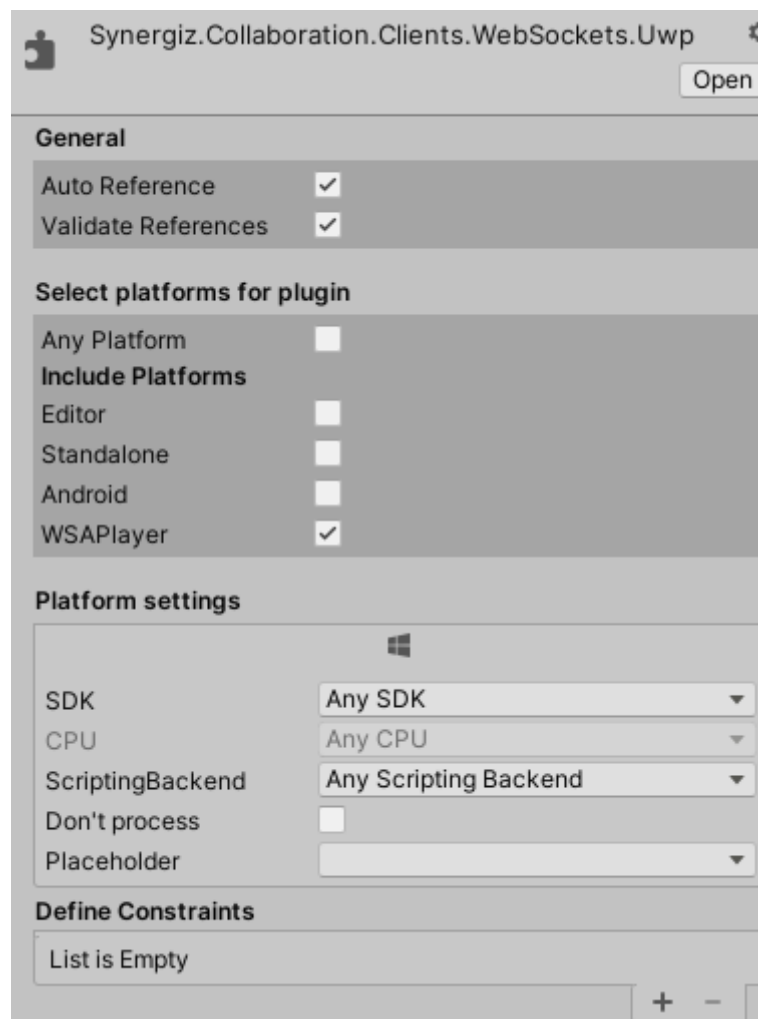 Synergiz.Collaboration.Clients.WebSockets.Uwp
Open
General
Auto Reference
Validate References
Select platforms for plugin
Any Platform
Include Platforms
Editor
Standalone
Android
WSAPlayer
Platform settings
SDK Any SDK
CPU Any CPU
ScriptingBackend Any Scripting Backend
Don't process
Placeholder
Define Constraints
List is Empty
+ −